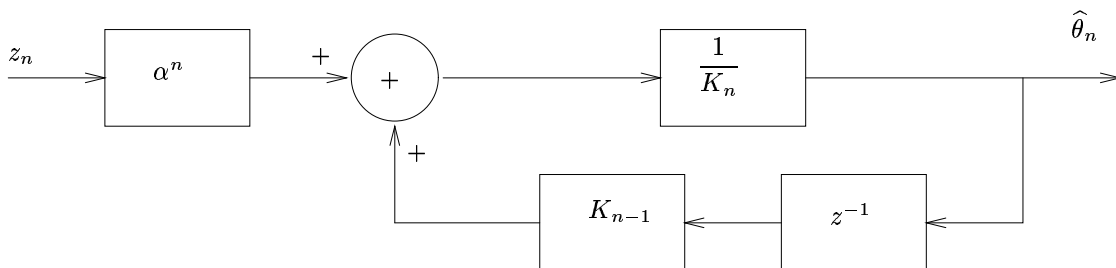 z_n
α^n
+
+
1
K_n
θ̂_n
+
K_{n−1}
z^{−1}